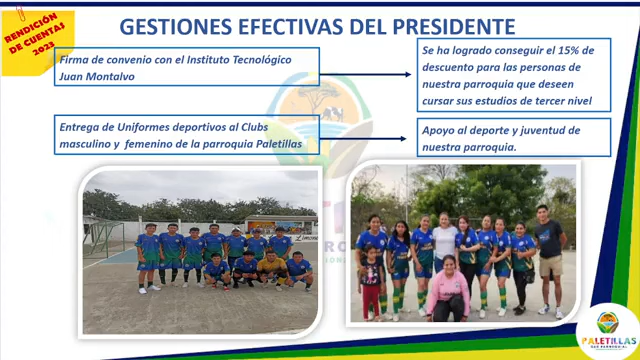 RENDICIÓN
DE CUENTAS
2023
GESTIONES EFECTIVAS DEL PRESIDENTE
Firma de convenio con el Instituto Tecnológico
Juan Montalvo
Se ha logrado conseguir el 15% de
descuento para las personas de
nuestra parroquia que deseen
cursar sus estudios de tercer nivel
Entrega de Uniformes deportivos al Clubs
masculino y femenino de la parroquia Paletillas
Apoyo al deporte y juventud de
nuestra parroquia.
PALETILLAS
GAD PARROQUIAL